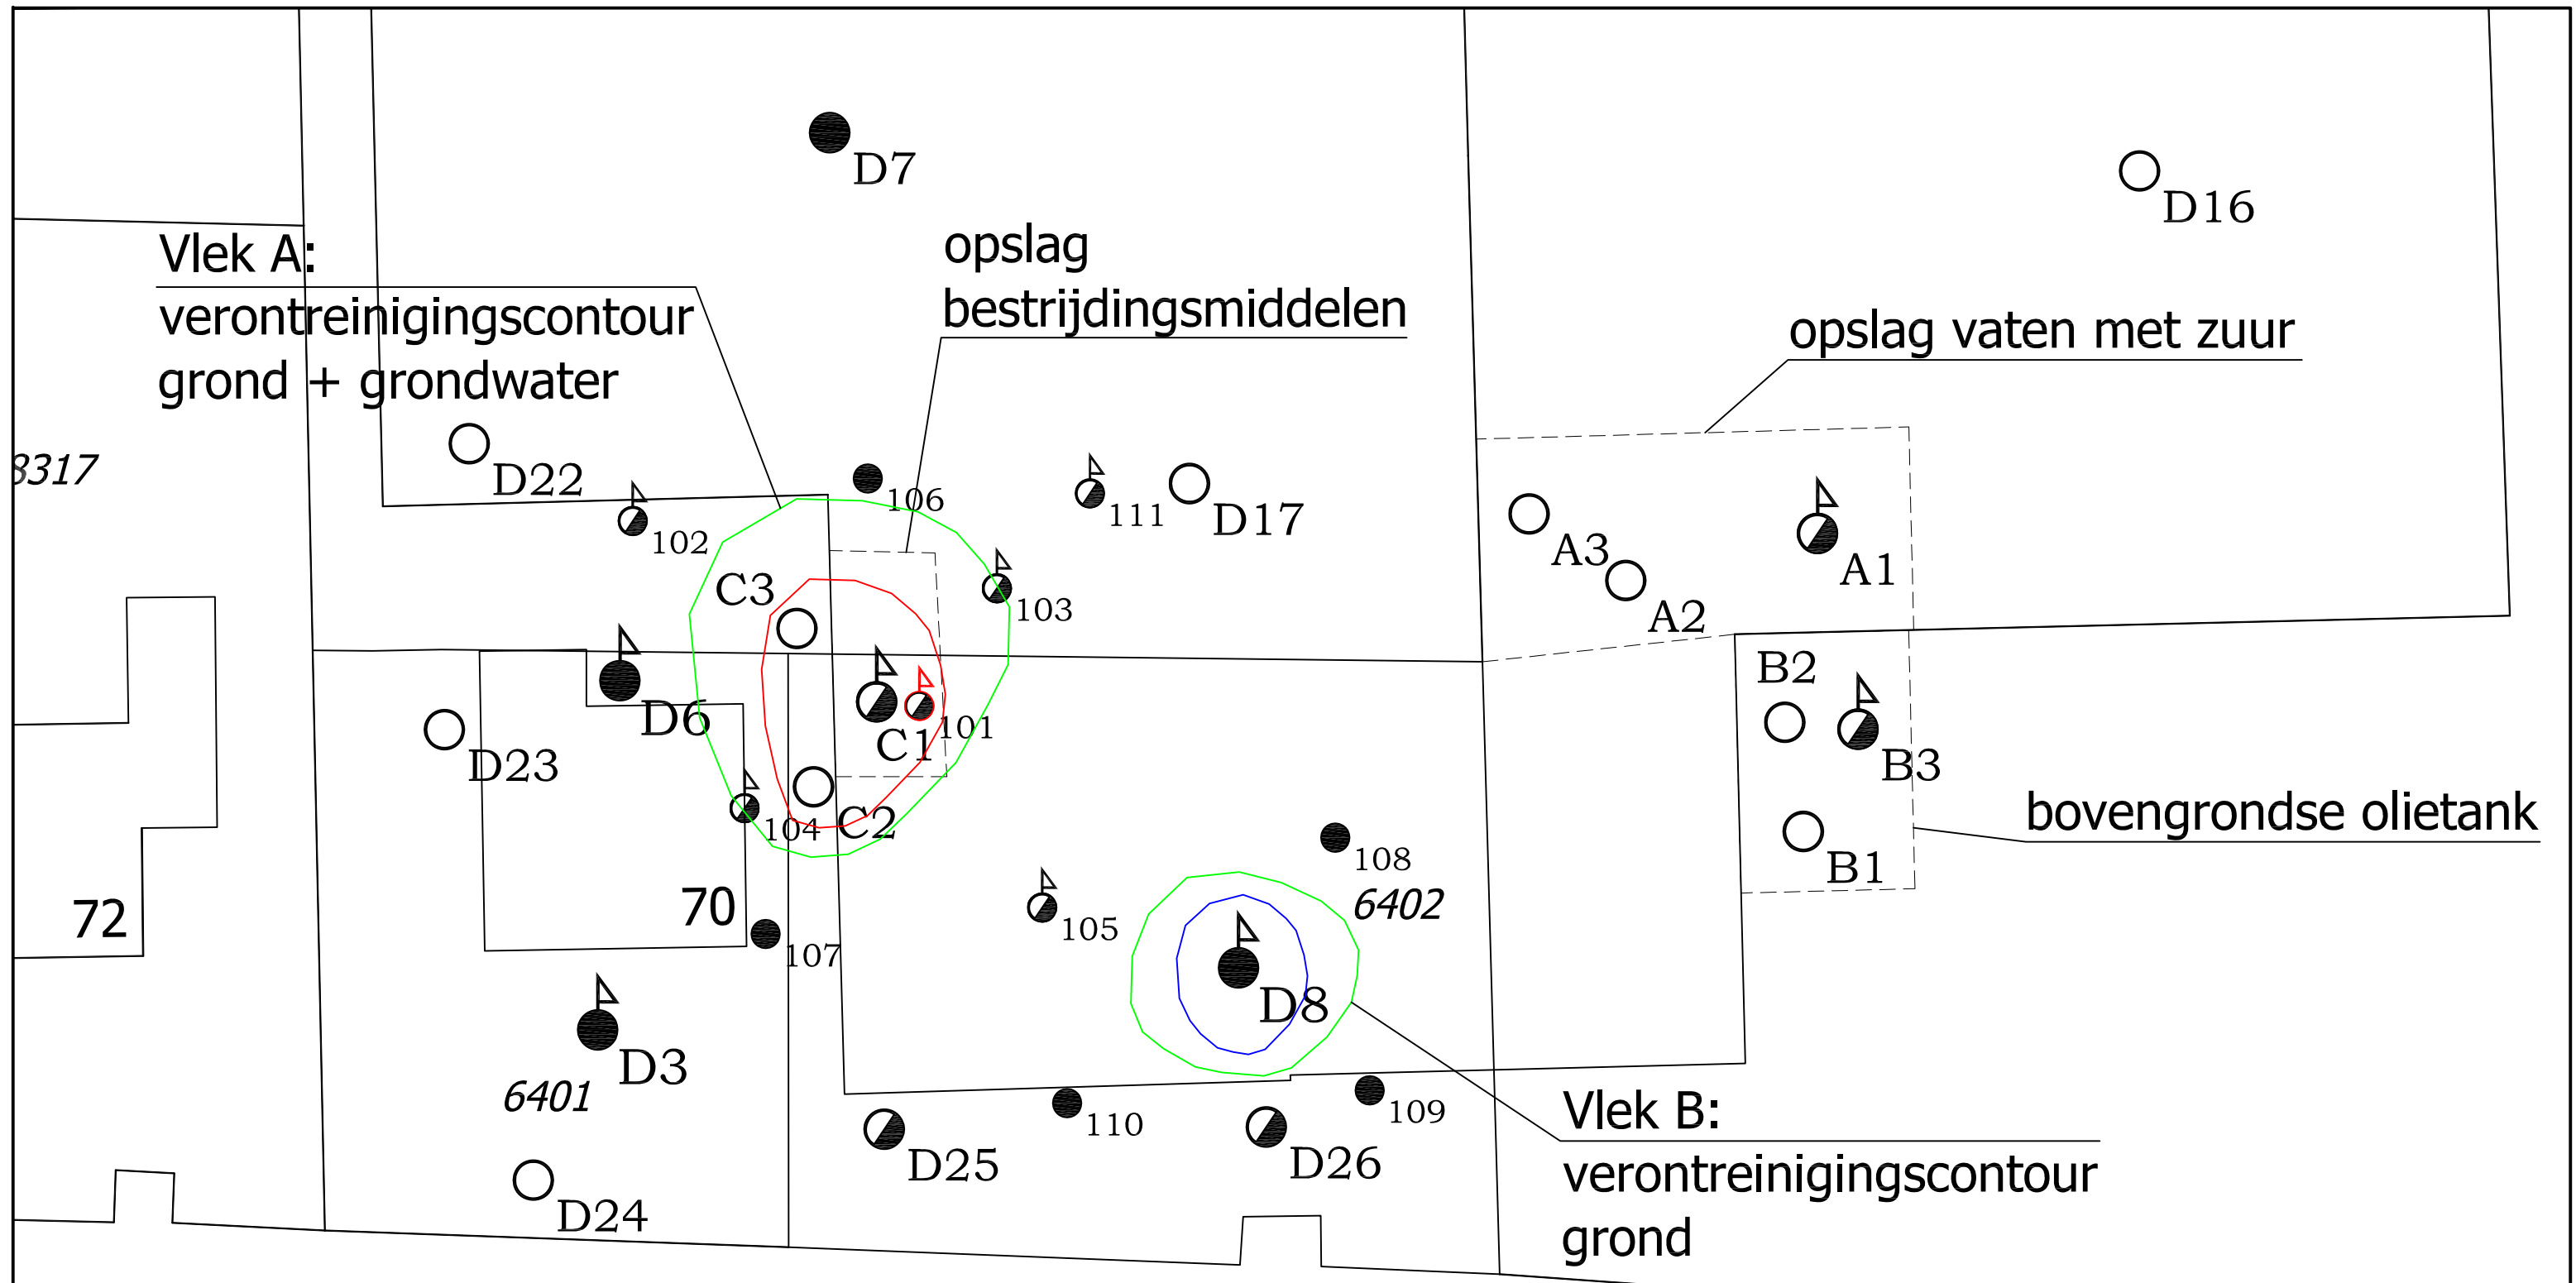 D7
D16
Vlek A:
verontreinigingscontour
grond + grondwater
opslag
bestrijdingsmiddelen
opslag vaten met zuur
8317
D22
102
106
111
D17
A3
A2
A1
C3
103
D6
C1
101
B2
B3
D23
104
C2
bovengrondse olietank
B1
72
70
107
105
108
6402
D8
D3
6401
110
109
D25
D26
D24
Vlek B:
verontreinigingscontour
grond